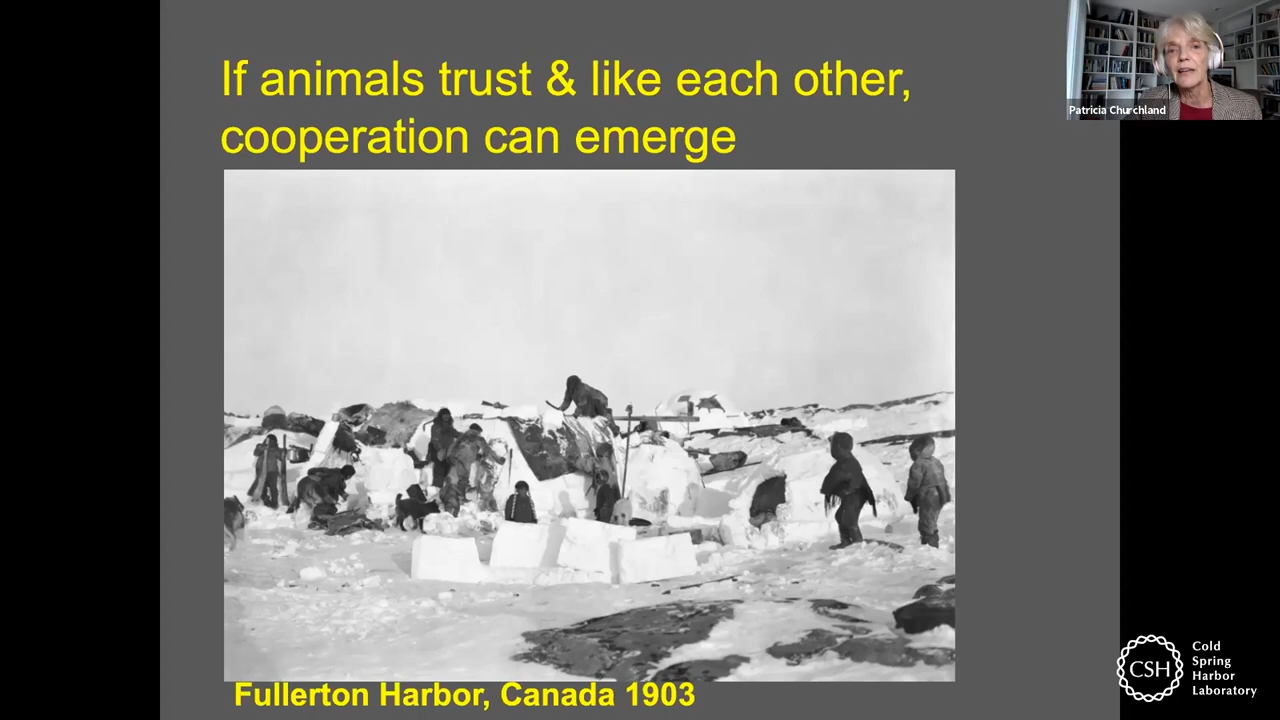 If animals trust & like each other,
cooperation can emerge
Patricia Churchland
Fullerton Harbor, Canada 1903
CSH
Cold
Spring
Harbor
Laboratory